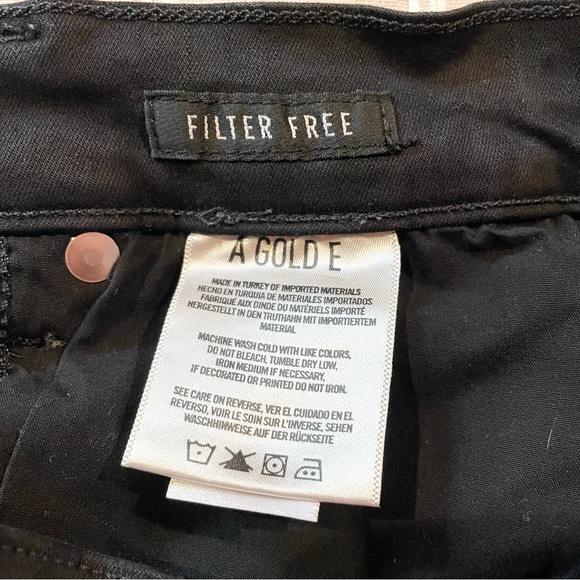 FILTER FREE
A GOLD E
MADE IN TURKEY OF IMPORTED MATERIALS
HECHO EN TURQUIA DE MATERIALES IMPORTADOS
FABRIQUÉ AUX DINDE DU MATÉRIELS IMPORTÉ
HERGESTELLT IN DEN TRUTHAHN MIT IMPORTIERTEM
MATERIAL
MACHINE WASH COLD WITH LIKE COLORS,
DO NOT BLEACH, TUMBLE DRY LOW,
IRON MEDIUM IF NECESSARY,
IF DECORATED OR PRINTED DO NOT IRON.
SEE CARE ON REVERSE, VER EL CUIDADO EN EL
REVERSO, VOIR LE SOIN SUR L'INVERSE, SEHEN
WASCHHINWEISE AUF DER RÜCKSEITE